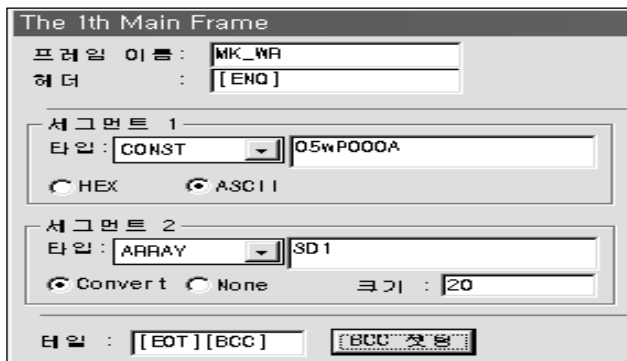 The 1th Main Frame
프레임 이름: MK_WR
헤더 : [ENQ]
세그먼트 1
타입: CONST 05wP000A
HEX ASCII
세그먼트 2
타입: ARRAY SD1
Convert None 크기 : 20
테일 : [EOT][BCC] BCC 셋팅